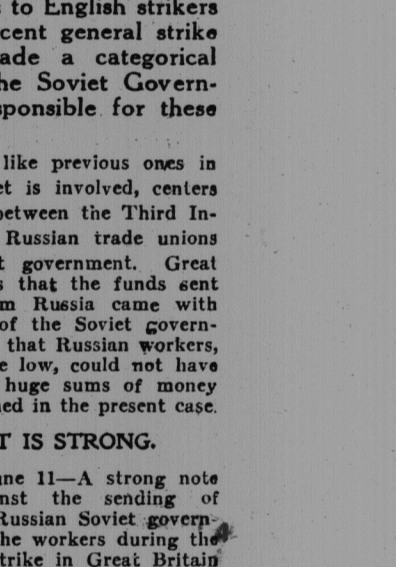 to English strikers
cent general strike
ade a categorical
he Soviet Govern-
ponsible for these
like previous ones in
et is involved, centers
between the Third In-
Russian trade unions
t government. Great
s that the funds sent
m Russia came with
of the Soviet govern-
that Russian workers,
e low, could not have
huge sums of money
ed in the present case.
T IS STRONG.
ne 11—A strong note
nst the sending of
Russian Soviet govern-
he workers during the
trike in Great Britain